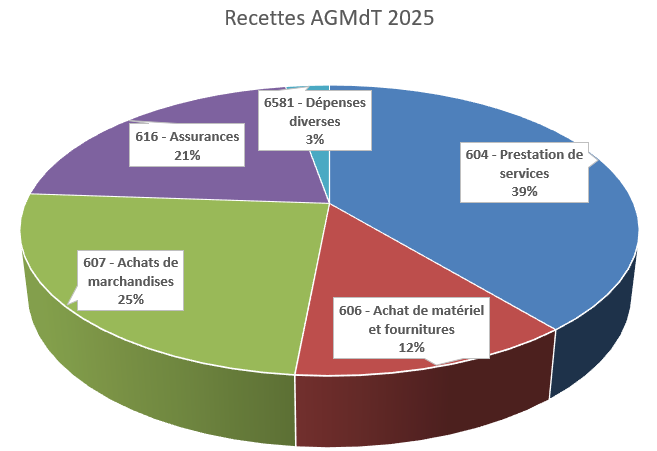 Recettes AGMdT 2025
6581 - Dépenses
diverses
3%
616 - Assurances
21%
604 - Prestation de
services
39%
607 - Achats de
marchandises
25%
606 - Achat de matériel
et fournitures
12%